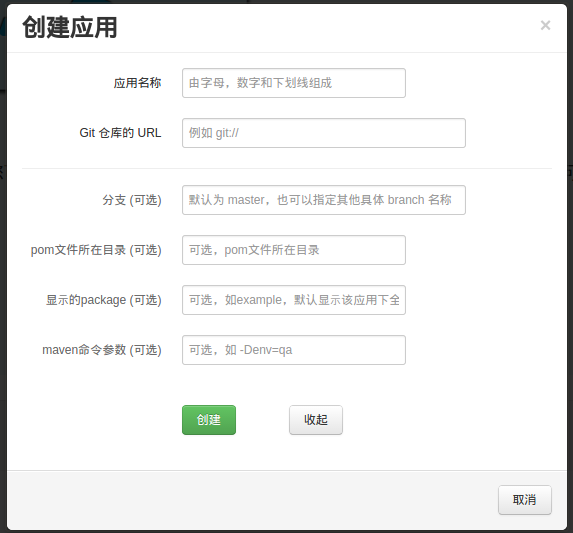 创建应用
×
应用名称 由字母，数字和下划线组成
Git 仓库的 URL 例如 git://
分支 (可选) 默认为 master，也可以指定其他具体 branch 名称
pom文件所在目录 (可选) 可选，pom文件所在目录
显示的package (可选) 可选，如example，默认显示该应用下全
maven命令参数 (可选) 可选，如 -Denv=qa
创建 收起
取消